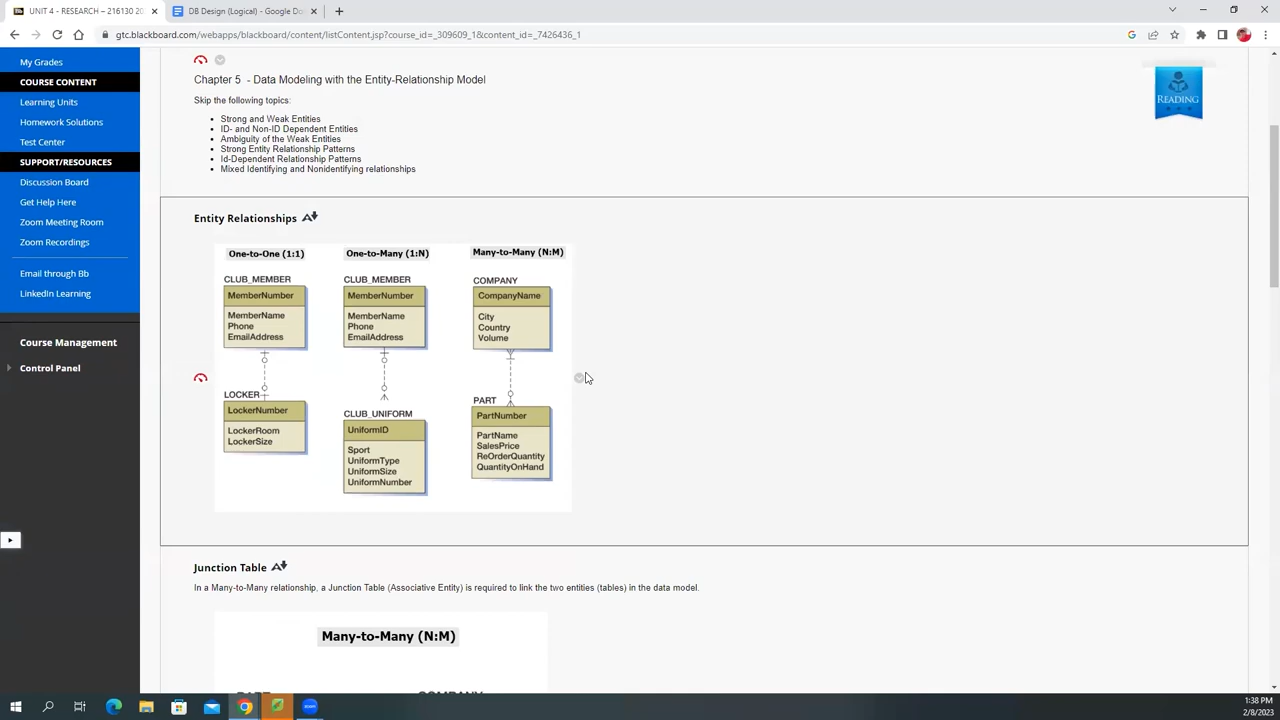 UNIT 4 - RESEARCH – 216130 20
DB Design (Logical) - Google Do
gtc.blackboard.com/webapps/blackboard/content/listContent.jsp?course_id=_309609_1&content_id=_7426436_1
My Grades
COURSE CONTENT
Learning Units
Homework Solutions
Test Center
SUPPORT/RESOURCES
Discussion Board
Get Help Here
Zoom Meeting Room
Zoom Recordings
Email through Bb
LinkedIn Learning
Course Management
Control Panel
Chapter 5 - Data Modeling with the Entity-Relationship Model
READING
Skip the following topics:
Strong and Weak Entities
ID- and Non-ID Dependent Entities
Ambiguity of the Weak Entities
Strong Entity Relationship Patterns
Id-Dependent Relationship Patterns
Mixed Identifying and Nonidentifying relationships
Entity Relationships
One-to-One (1:1)
CLUB_MEMBER
MemberNumber
MemberName
Phone
EmailAddress
LOCKER
LockerNumber
LockerRoom
LockerSize
One-to-Many (1:N)
CLUB_MEMBER
MemberNumber
MemberName
Phone
EmailAddress
CLUB_UNIFORM
UniformID
Sport
UniformType
UniformSize
UniformNumber
Many-to-Many (N:M)
COMPANY
CompanyName
City
Country
Volume
PART
PartNumber
PartName
SalesPrice
ReOrderQuantity
QuantityOnHand
Junction Table
In a Many-to-Many relationship, a Junction Table (Associative Entity) is required to link the two entities (tables) in the data model.
Many-to-Many (N:M)
PART COMPANY
1:38 PM
2/8/2023